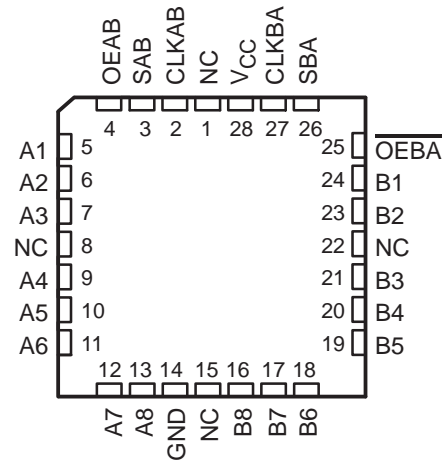 OEAB SAB CLKAB NC VCC CLKBA SBA
4 3 2 1 28 27 26
A1 5 25 OEBA
A2 6 24 B1
A3 7 23 B2
NC 8 22 NC
A4 9 21 B3
A5 10 20 B4
A6 11 19 B5
12 13 14 15 16 17 18
A7 A8 GND NC B8 B7 B6